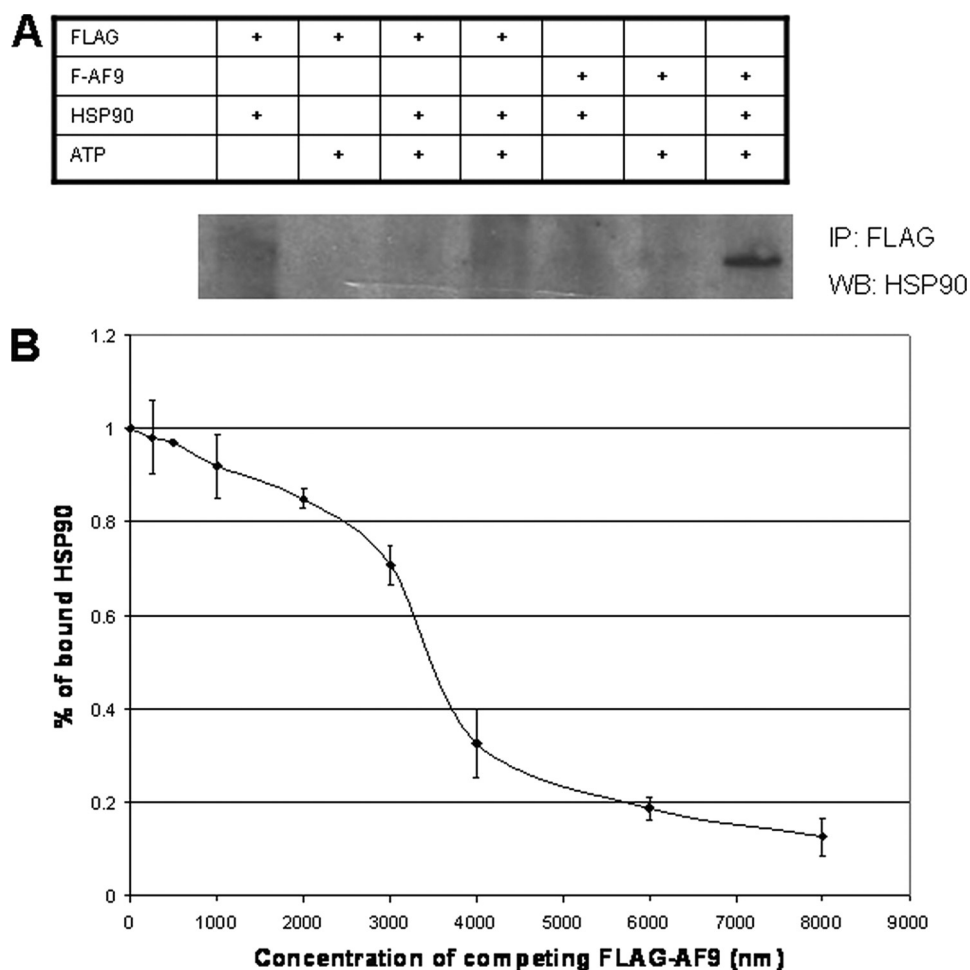 A
FLAG + + + +
F-AF9 + + +
HSP90 + + + + +
ATP + + + + +
IP: FLAG
WB: HSP90
B
1.2
1
0.8
0.6
0.4
0.2
0
% of bound HSP90
0 1000 2000 3000 4000 5000 6000 7000 8000 9000
Concentration of competing FLAG-AF9 (nm)